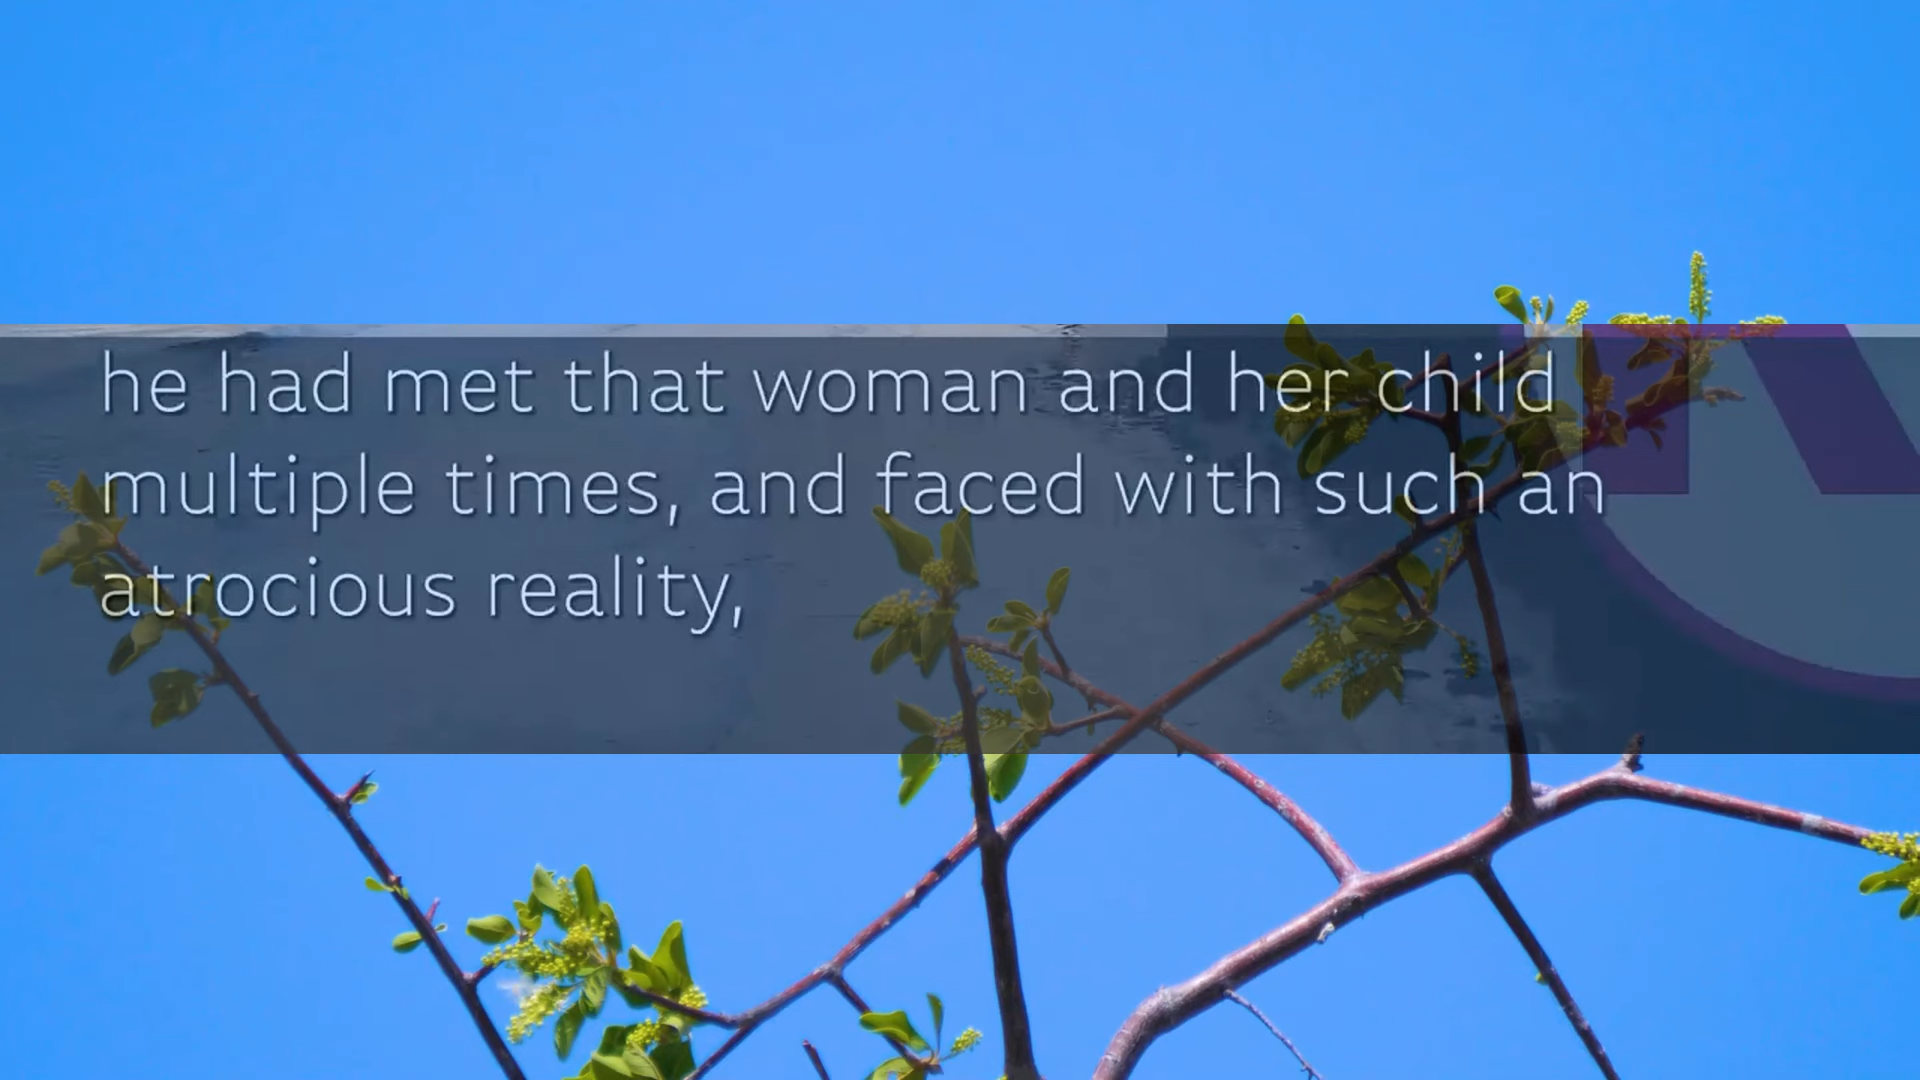 he had met that woman and her child
multiple times, and faced with such an
atrocious reality,